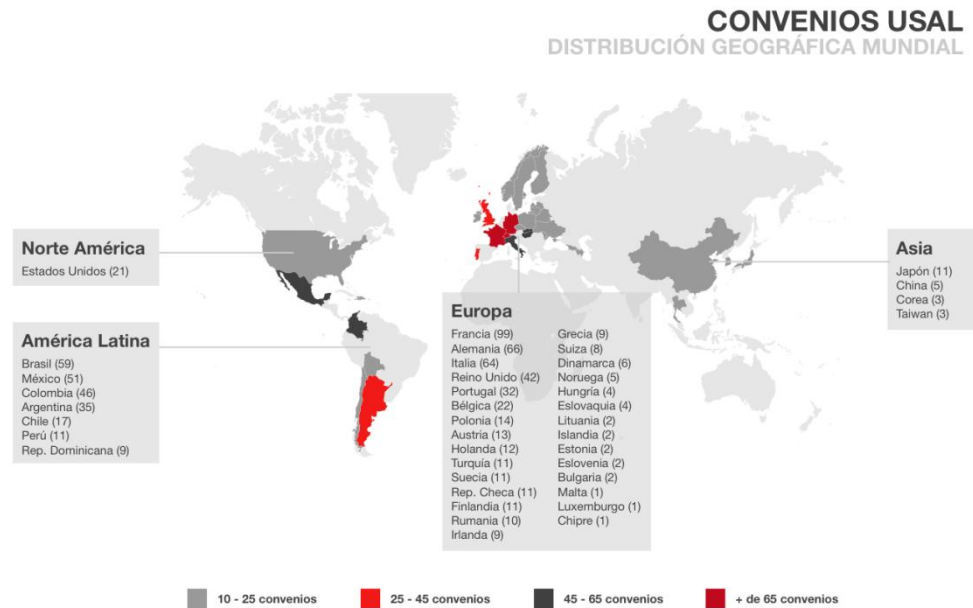 CONVENIOS USAL
DISTRIBUCIÓN GEOGRÁFICA MUNDIAL
Norte América
Estados Unidos (21)
América Latina
Brasil (59)
México (51)
Colombia (46)
Argentina (35)
Chile (17)
Perú (11)
Rep. Dominicana (9)
Europa
Francia (99)
Alemania (66)
Italia (64)
Reino Unido (42)
Portugal (32)
Bélgica (22)
Polonia (14)
Austria (13)
Holanda (12)
Turquía (11)
Suecia (11)
Rep. Checa (11)
Finlandia (11)
Rumania (10)
Irlanda (9)
Grecia (9)
Suiza (8)
Dinamarca (6)
Noruega (5)
Hungría (4)
Eslovaquia (4)
Lituania (2)
Islandia (2)
Estonia (2)
Eslovenia (2)
Bulgaria (2)
Malta (1)
Luxemburgo (1)
Chipre (1)
Asia
Japón (11)
China (5)
Corea (3)
Taiwan (3)
10 - 25 convenios
25 - 45 convenios
45 - 65 convenios
+ de 65 convenios